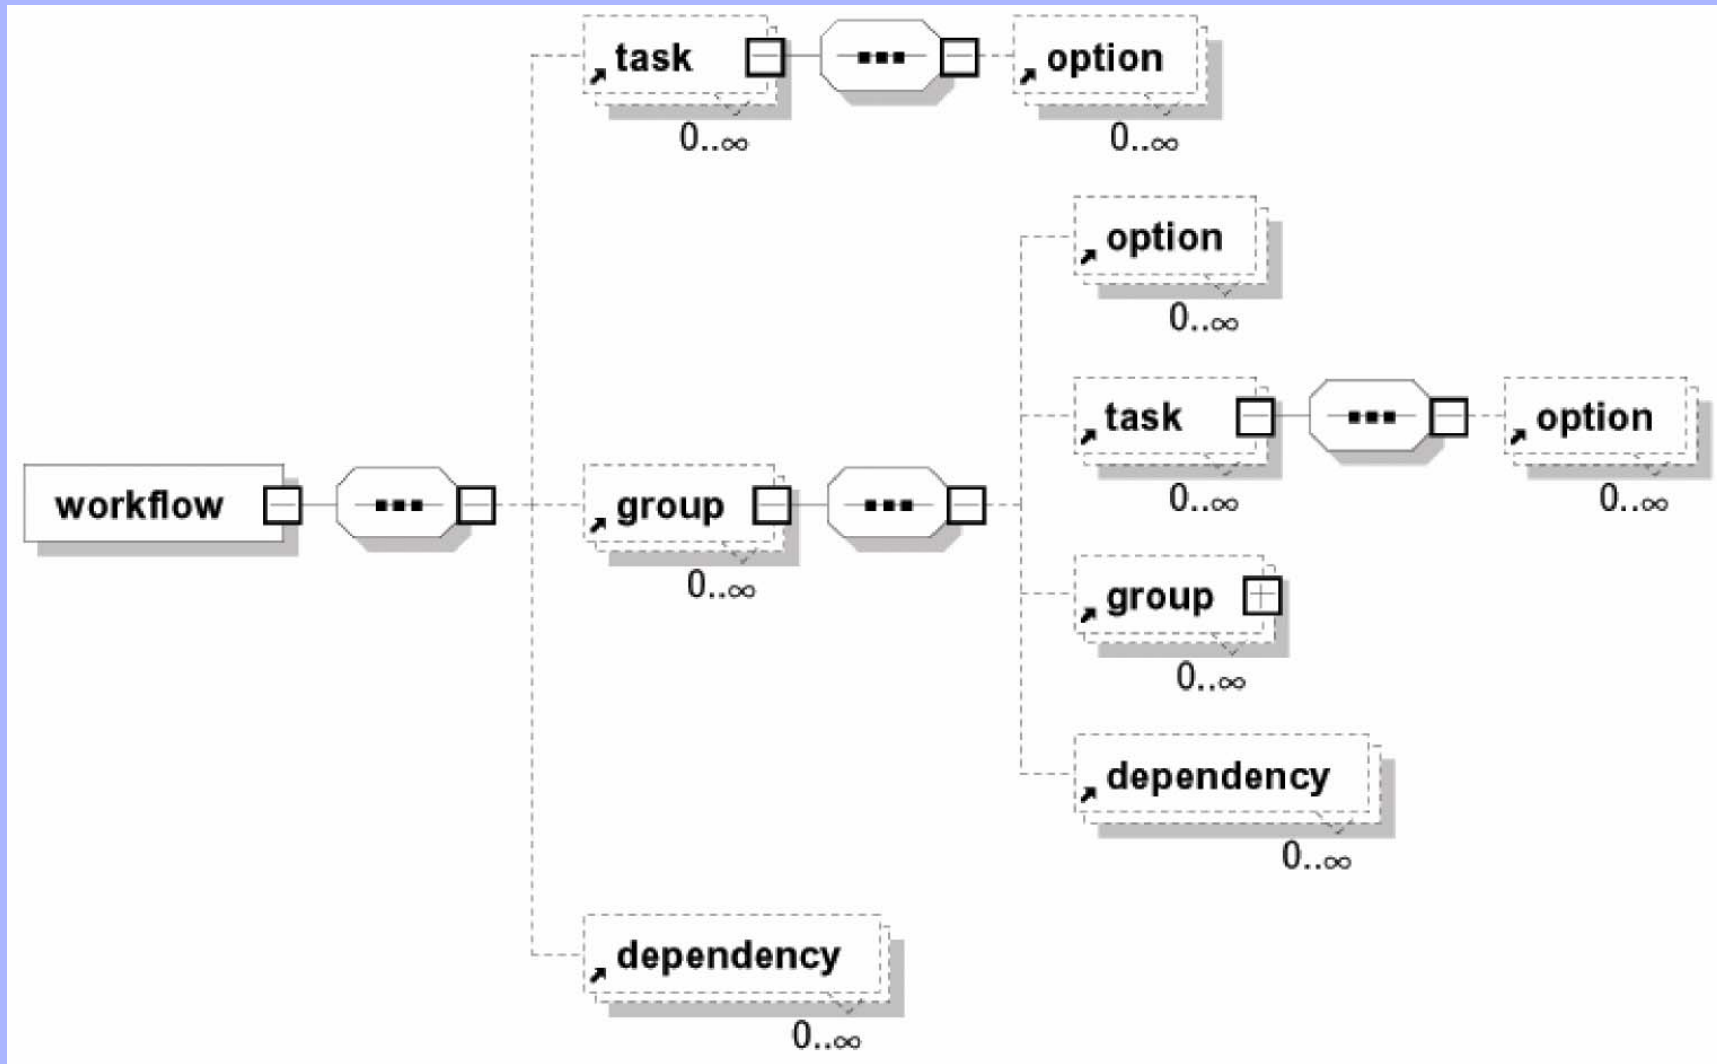 task
option
0..∞
0..∞
option
0..∞
task
option
0..∞
0..∞
workflow
group
0..∞
group
0..∞
dependency
0..∞
dependency
0..∞